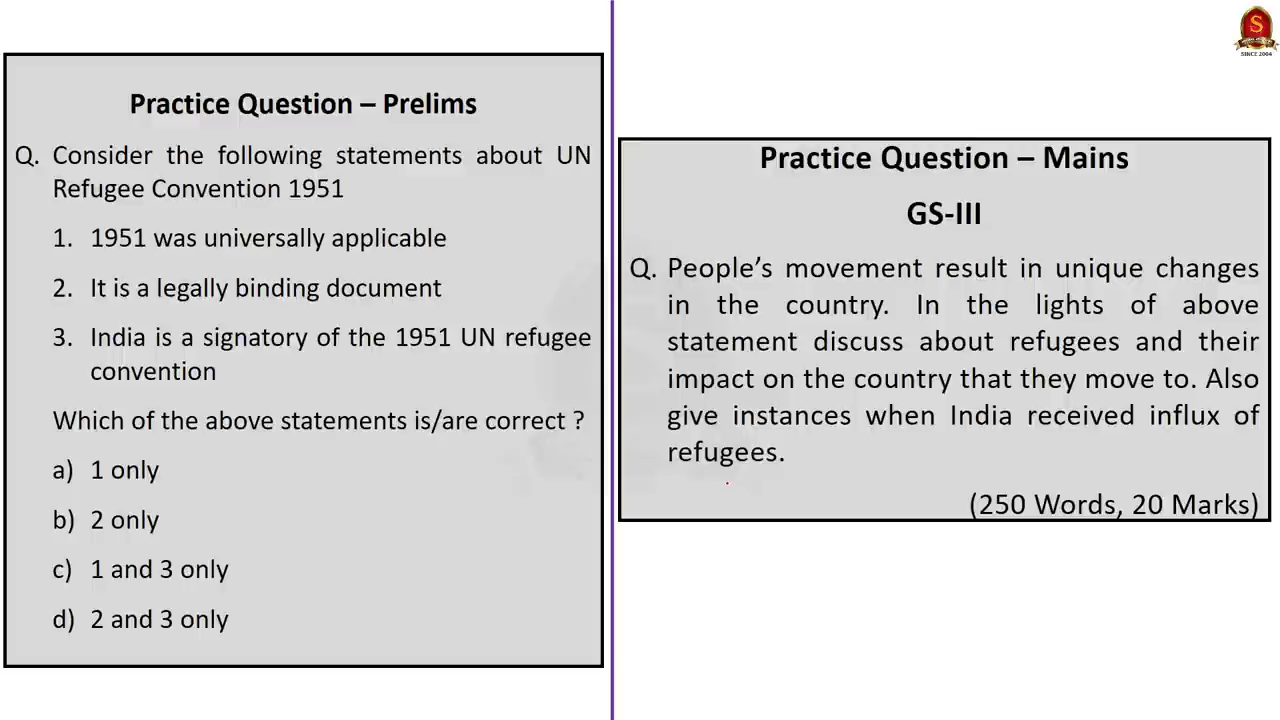 Practice Question – Prelims
Q. Consider the following statements about UN
Refugee Convention 1951
1. 1951 was universally applicable
2. It is a legally binding document
3. India is a signatory of the 1951 UN refugee
convention
Which of the above statements is/are correct ?
a) 1 only
b) 2 only
c) 1 and 3 only
d) 2 and 3 only
S
SINCE 2004
Practice Question – Mains
GS-III
Q. People’s movement result in unique changes
in the country. In the lights of above
statement discuss about refugees and their
impact on the country that they move to. Also
give instances when India received influx of
refugees.
(250 Words, 20 Marks)